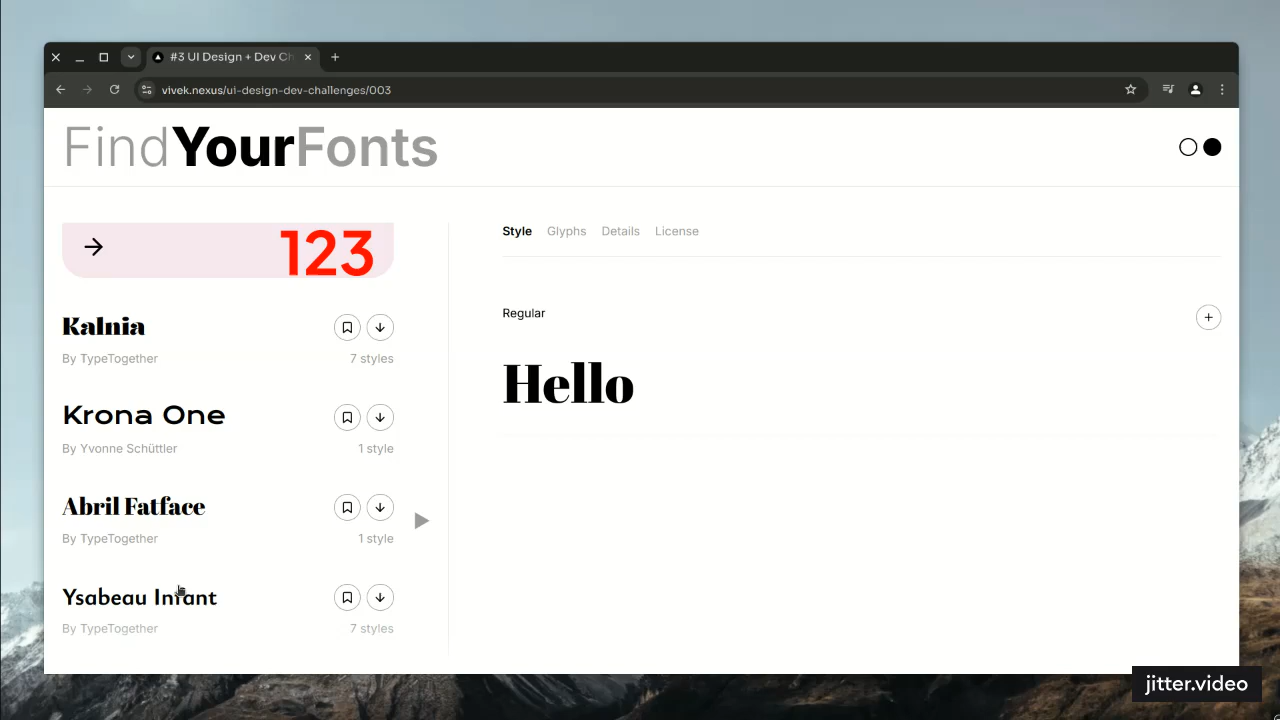 #3 UI Design + Dev Ch
vivek.nexus/ui-design-dev-challenges/003
FindYourFonts
123
Style Glyphs Details License
Regular
Hello
Kalnia
By TypeTogether 7 styles
Krona One
By Yvonne Schüttler 1 style
Abril Fatface
By TypeTogether 1 style
Ysabeau Infant
By TypeTogether 7 styles
jitter.video